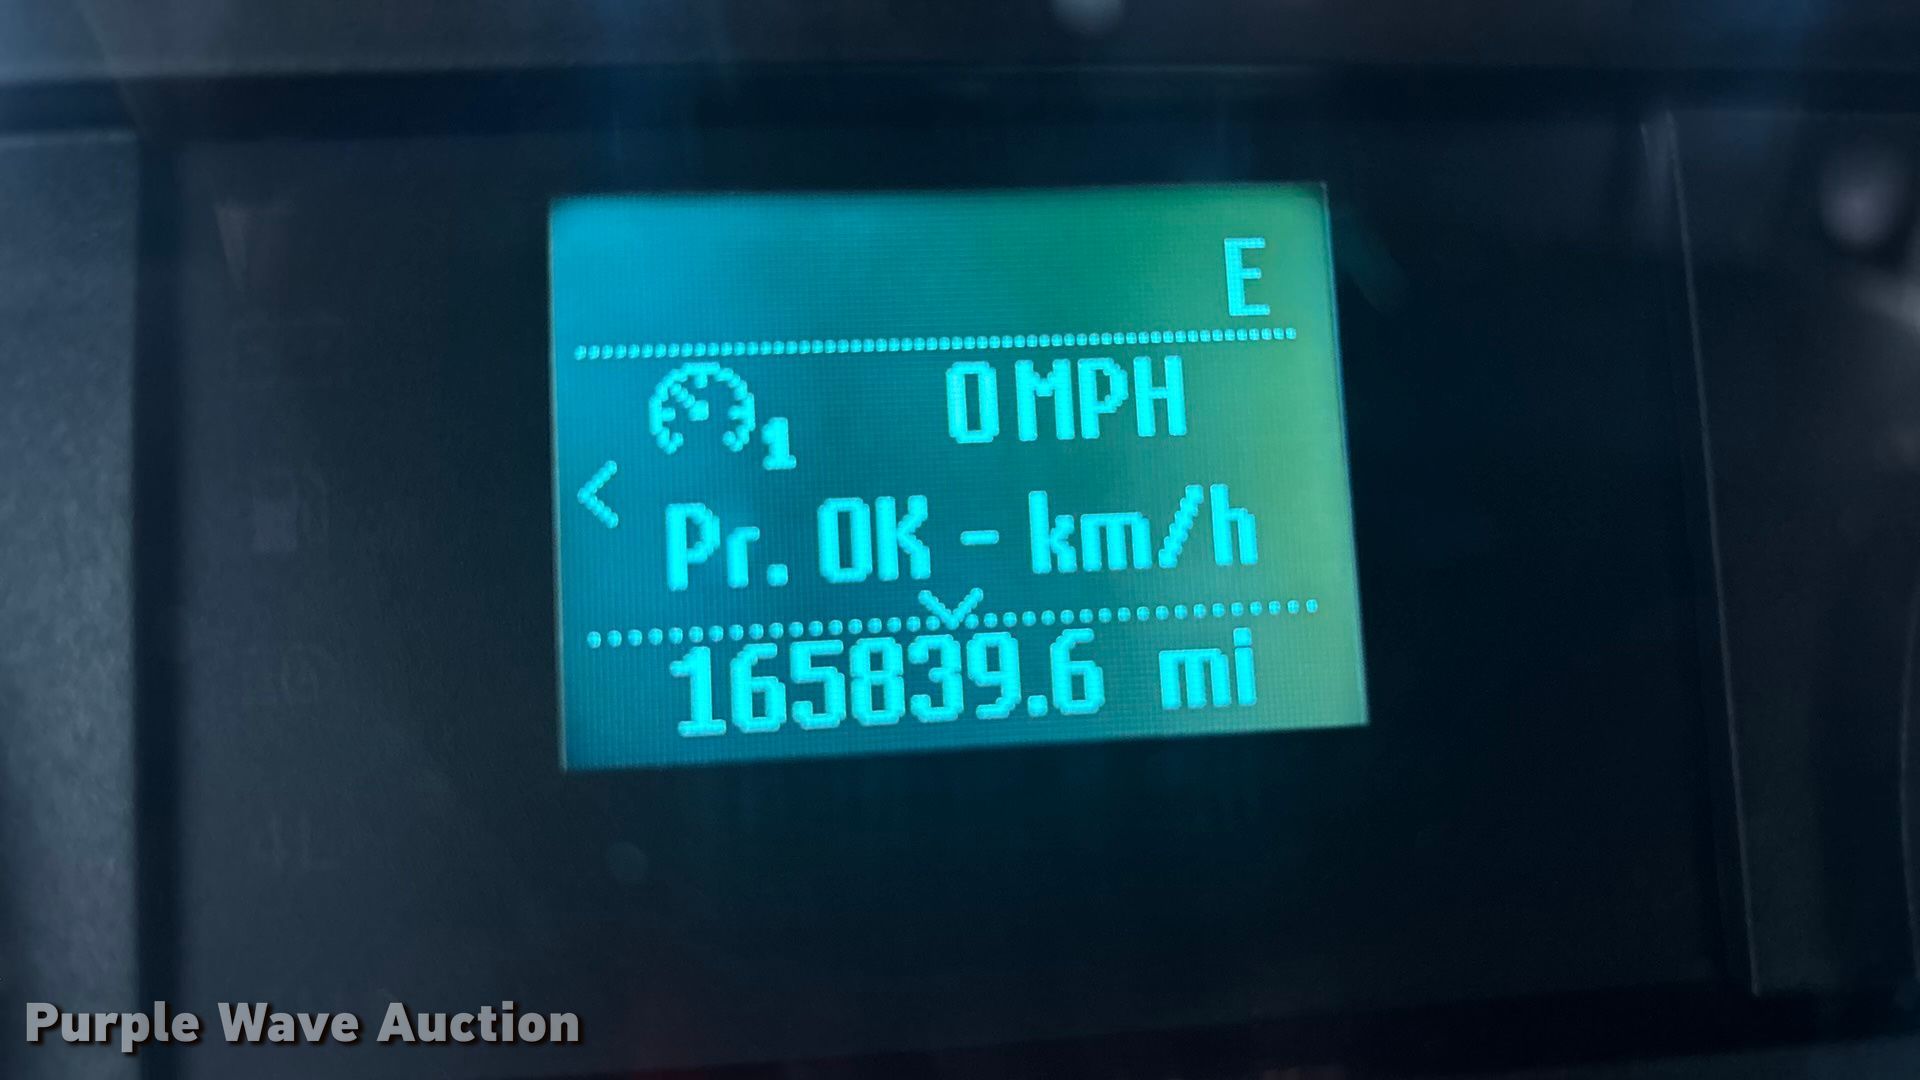 E
1 0 MPH
Pr. OK - km/h
165839.6 mi
Purple Wave Auction